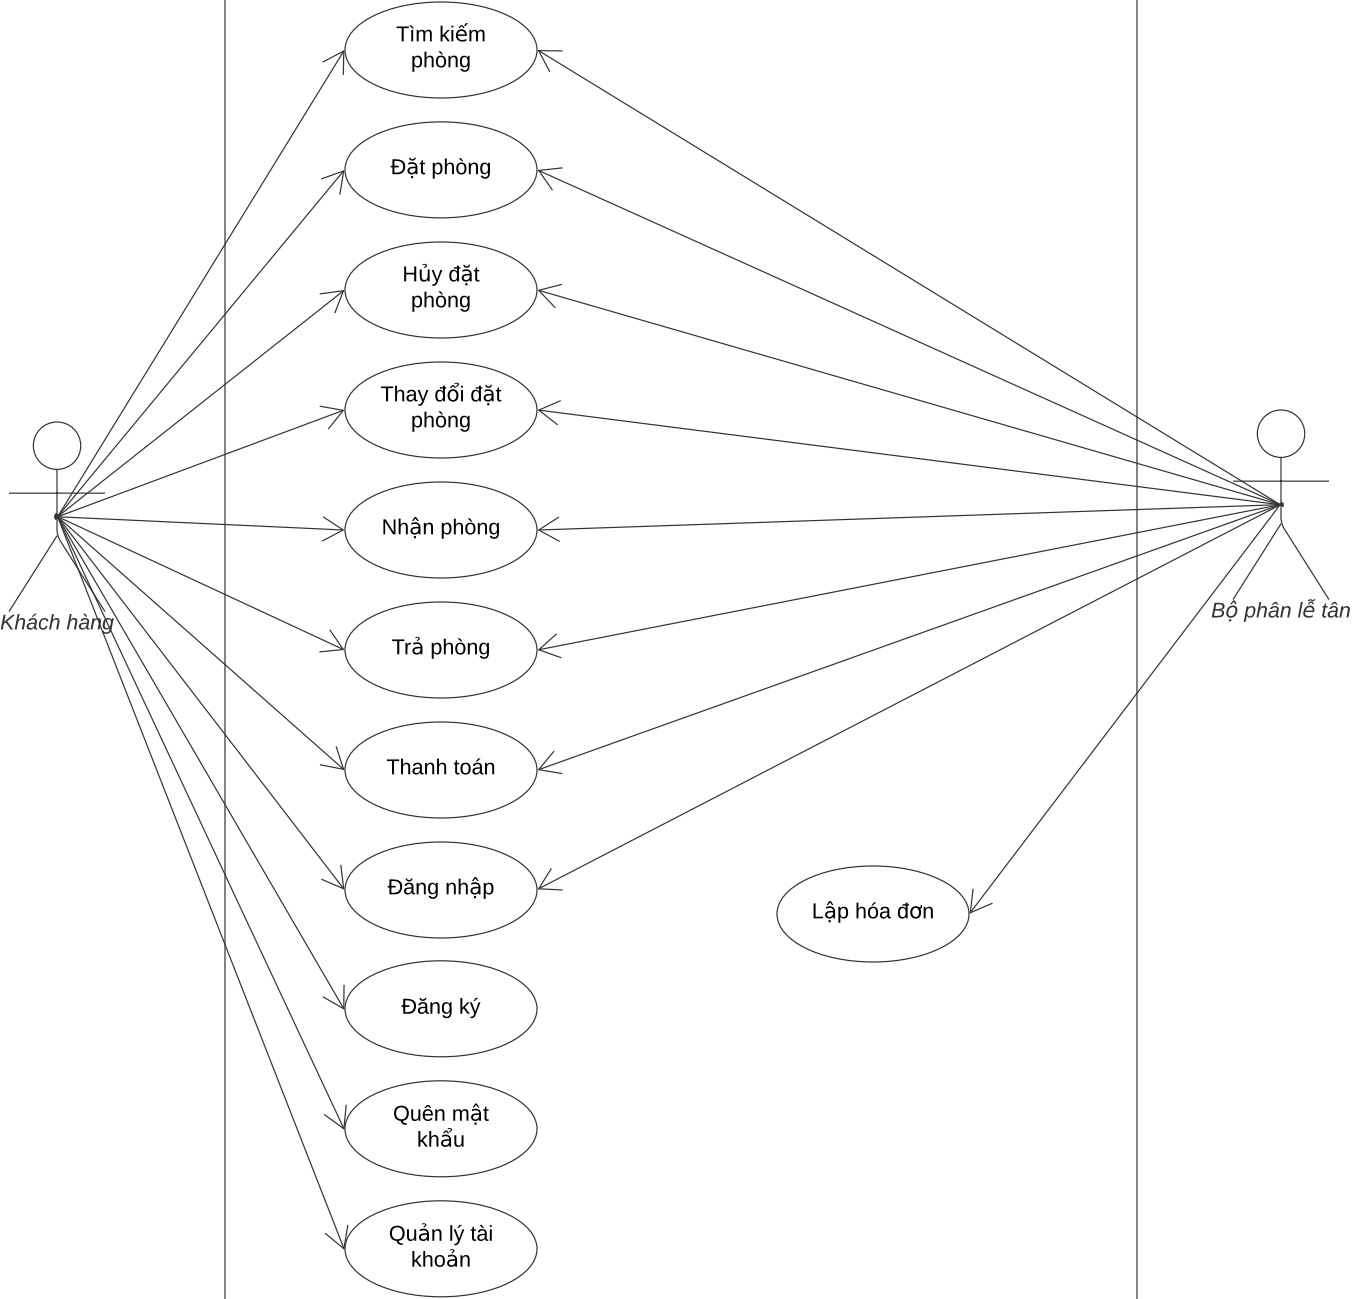 Tìm kiếm
phòng
Đặt phòng
Hủy đặt
phòng
Thay đổi đặt
phòng
Nhận phòng
Khách hàng
Bộ phân lễ tân
Trả phòng
Thanh toán
Đăng nhập
Lập hóa đơn
Đăng ký
Quên mật
khẩu
Quản lý tài
khoản